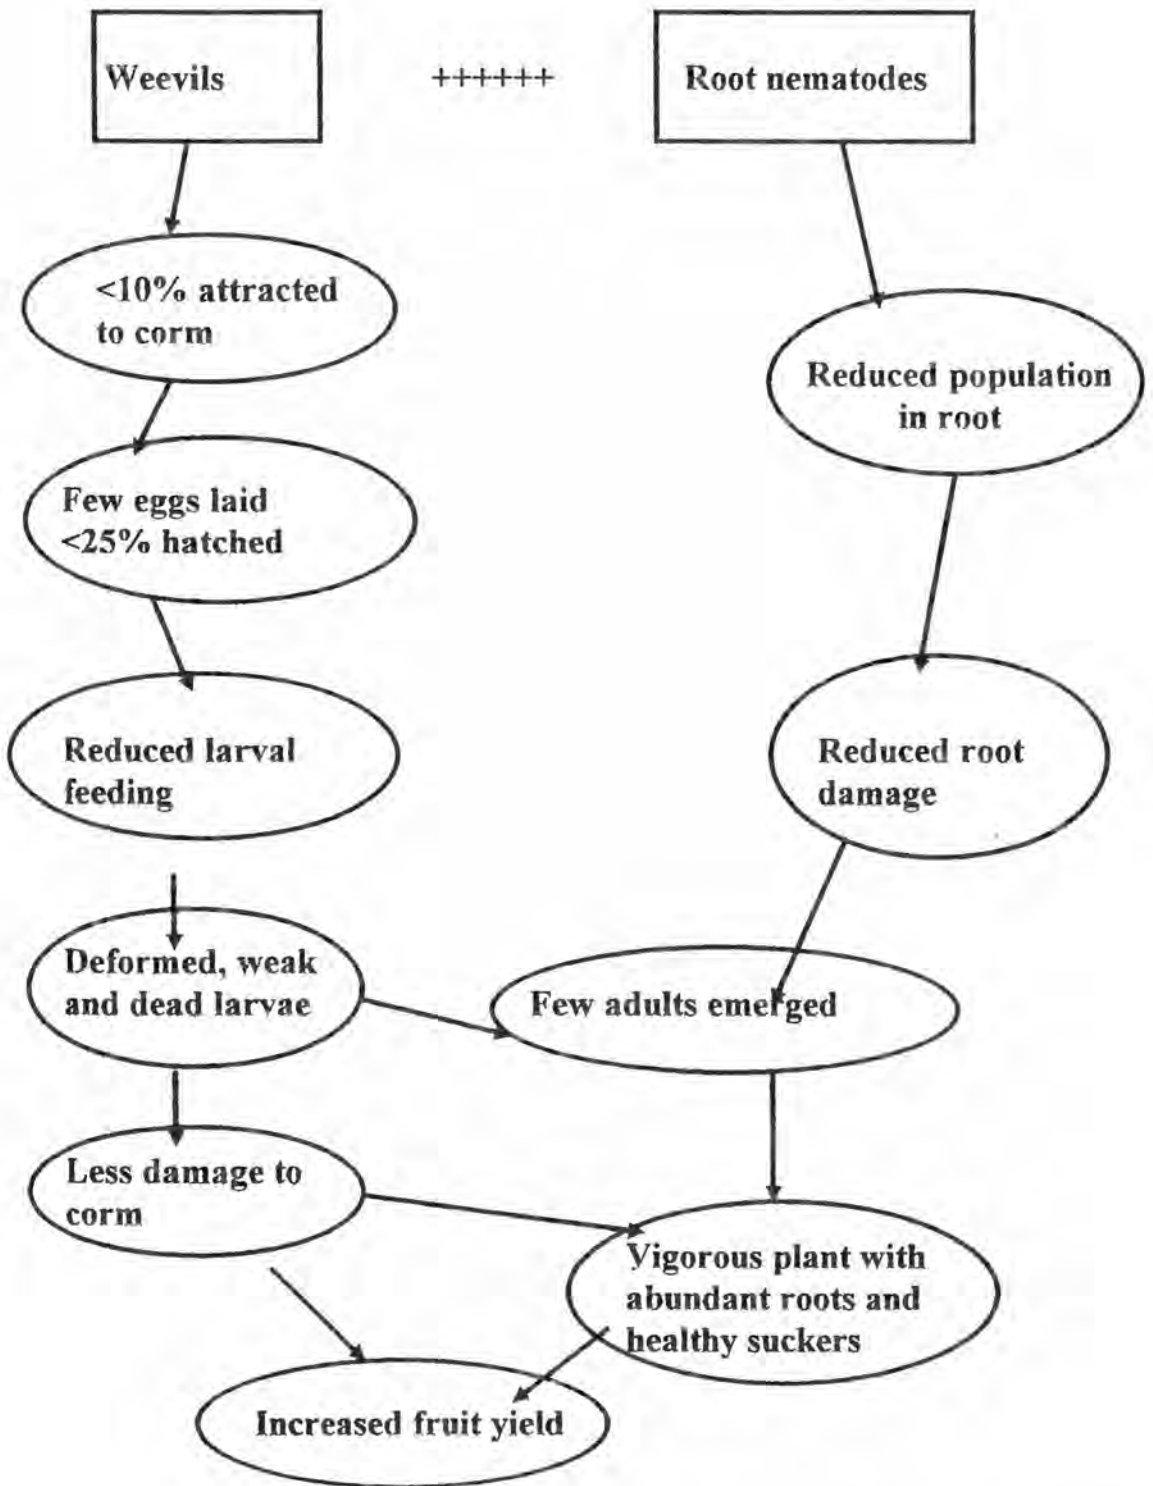 Weevils
++++++
Root nematodes
<10% attracted
to corm
Reduced population
in root
Few eggs laid
<25% hatched
Reduced larval
feeding
Reduced root
damage
Deformed, weak
and dead larvae
Few adults emerged
Less damage to
corm
Vigorous plant with
abundant roots and
healthy suckers
Increased fruit yield